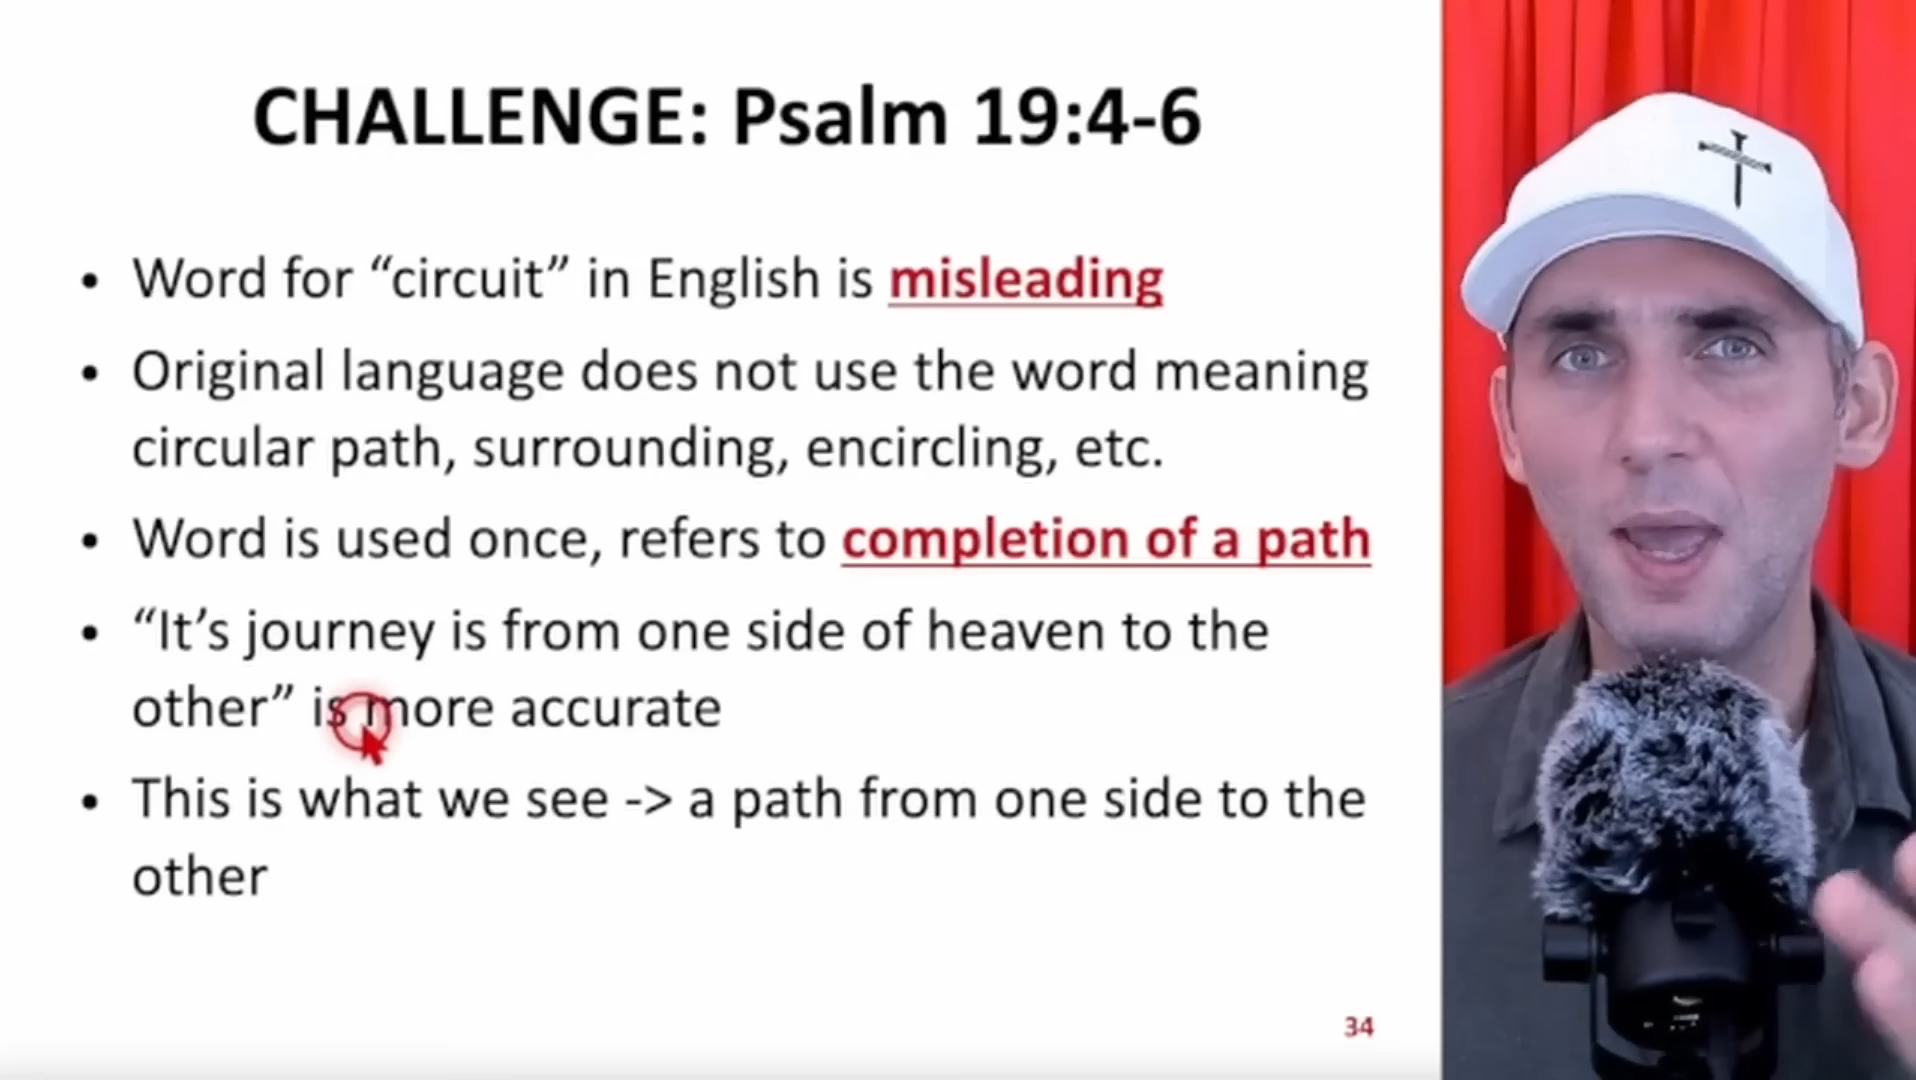 CHALLENGE: Psalm 19:4-6
• Word for “circuit” in English is misleading
• Original language does not use the word meaning
circular path, surrounding, encircling, etc.
• Word is used once, refers to completion of a path
• “It’s journey is from one side of heaven to the
other” is more accurate
• This is what we see -> a path from one side to the
other
34